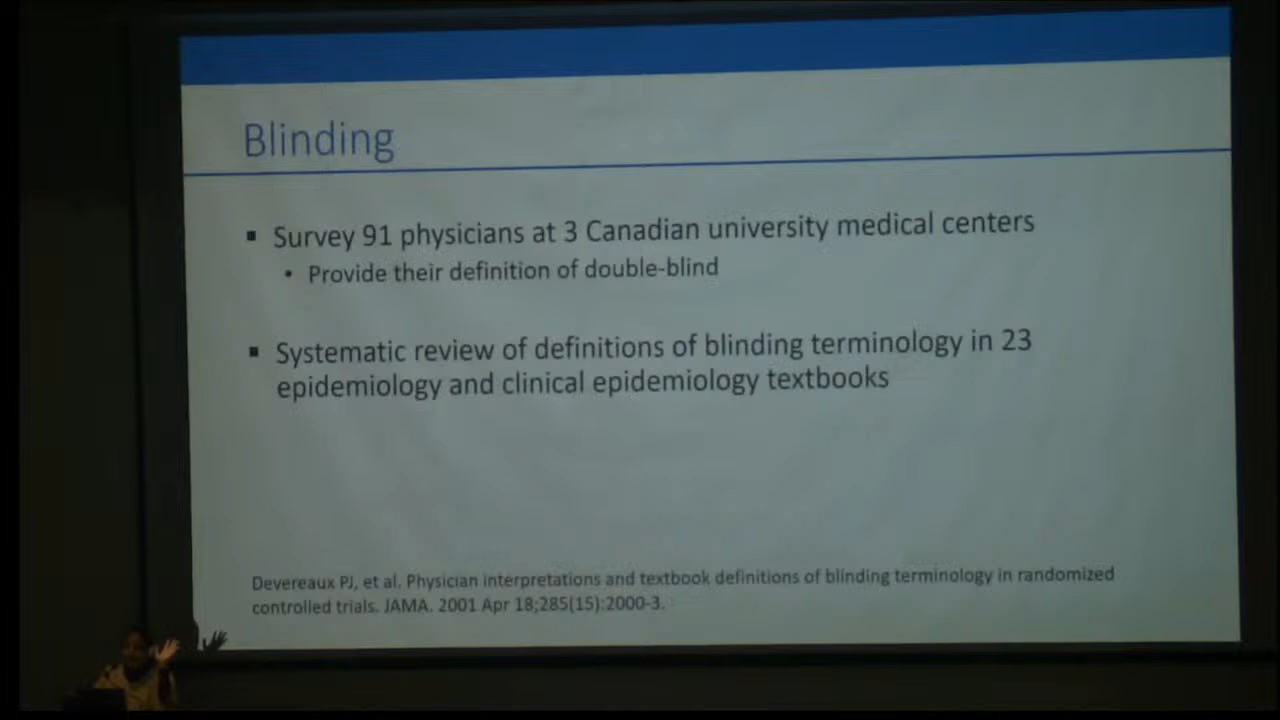 Blinding
▪ Survey 91 physicians at 3 Canadian university medical centers
• Provide their definition of double-blind
▪ Systematic review of definitions of blinding terminology in 23
epidemiology and clinical epidemiology textbooks
Devereaux PJ, et al. Physician interpretations and textbook definitions of blinding terminology in randomized
controlled trials. JAMA. 2001 Apr 18;285(15):2000-3.